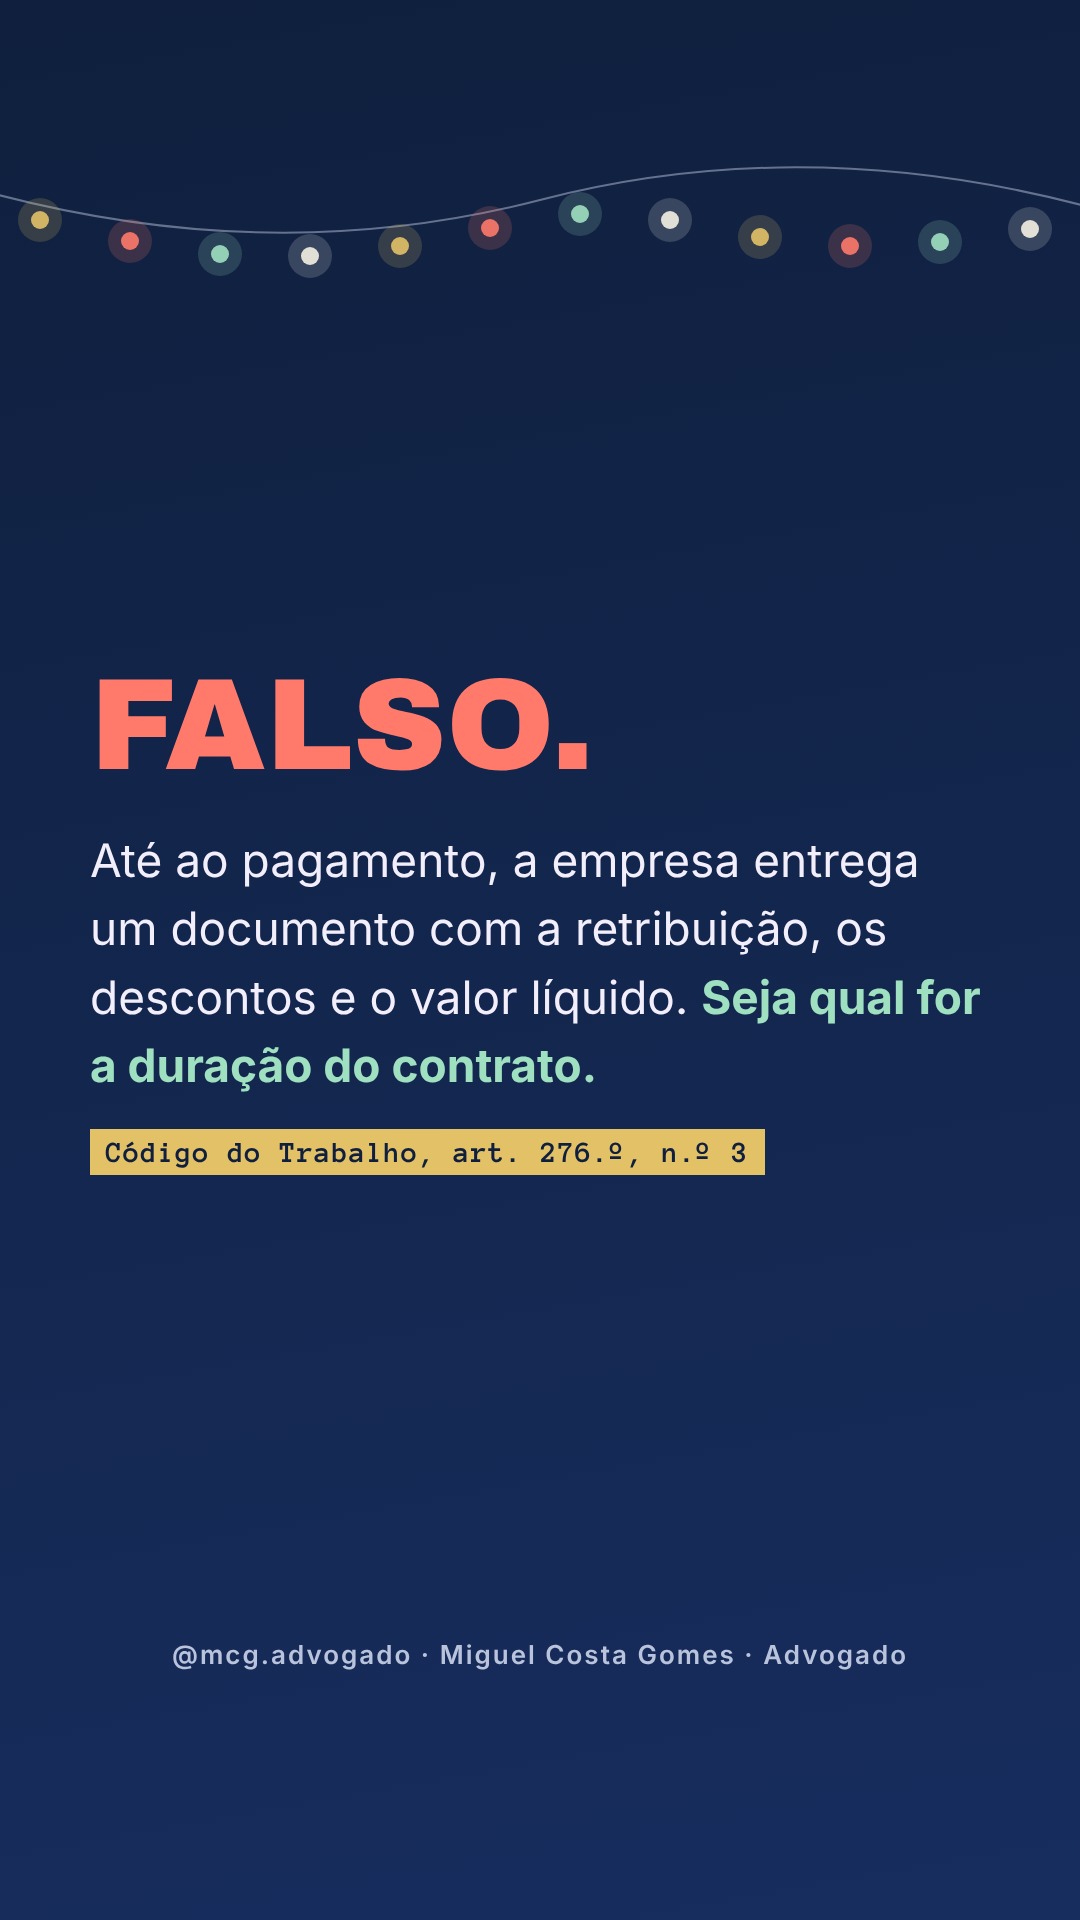 FALSO.
Até ao pagamento, a empresa entrega
um documento com a retribuição, os
descontos e o valor líquido. Seja qual for
a duração do contrato.
Código do Trabalho, art. 276.º, n.º 3
@mcg.advogado · Miguel Costa Gomes · Advogado